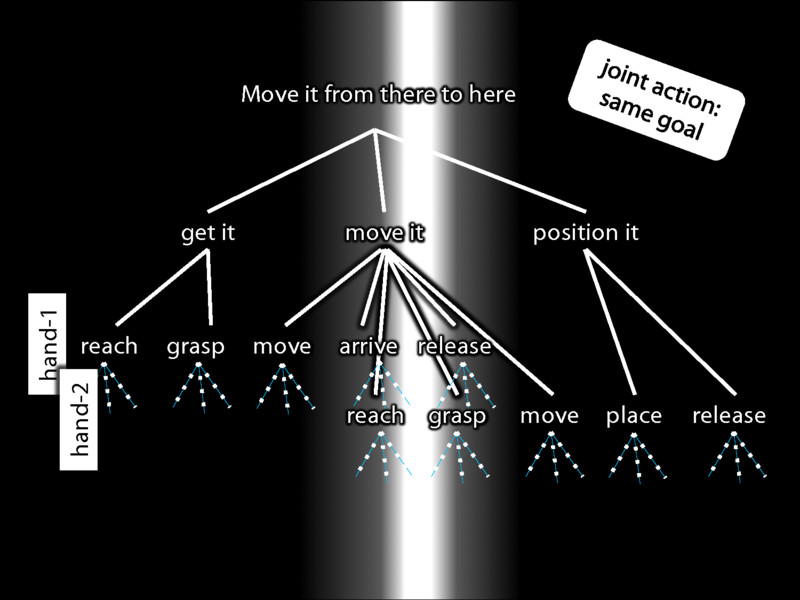 joint action:
same goal
Move it from there to here
get it
move it
position it
hand-1
reach
grasp
move
arrive
release
hand-2
reach
grasp
move
place
release